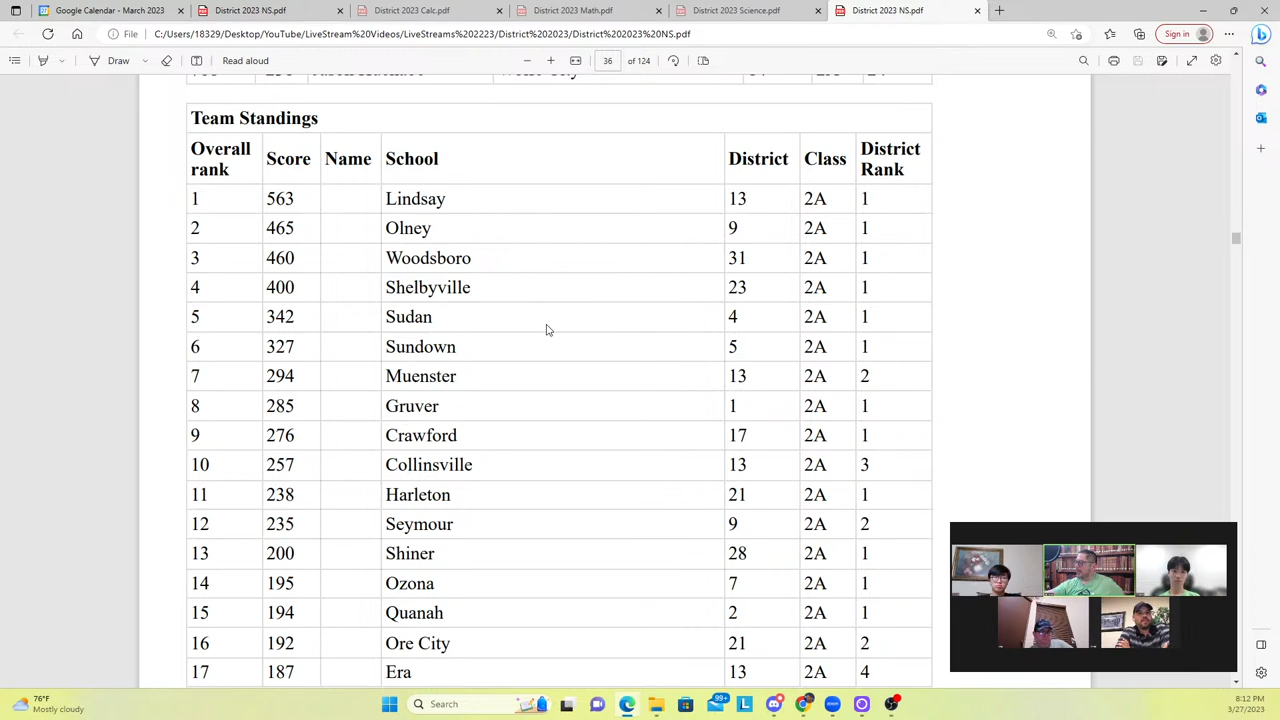 Google Calendar - March 2023
District 2023 NS.pdf
District 2023 Calc.pdf
District 2023 Math.pdf
District 2023 NS.pdf
File
C:/Users/18329/Desktop/YouTube/LiveStream%20Videos/LiveStreams%202223/District%202023/District%202023%20NS.pdf
Sign in
Draw
Read aloud
36 of 124
Team Standings
Overall rank Score Name School District Class District Rank
1 563 Lindsay 13 2A 1
2 465 Olney 9 2A 1
3 460 Woodsboro 31 2A 1
4 400 Shelbyville 23 2A 1
5 342 Sudan 4 2A 1
6 327 Sundown 5 2A 1
7 294 Muenster 13 2A 2
8 285 Gruver 1 2A 1
9 276 Crawford 17 2A 1
10 257 Collinsville 13 2A 3
11 238 Harleton 21 2A 1
12 235 Seymour 9 2A 2
13 200 Shiner 28 2A 1
14 195 Ozona 7 2A 1
15 194 Quanah 2 2A 1
16 192 Ore City 21 2A 2
17 187 Era 13 2A 4
76°F
Mostly cloudy
Search
99+
8:12 PM
3/27/2023